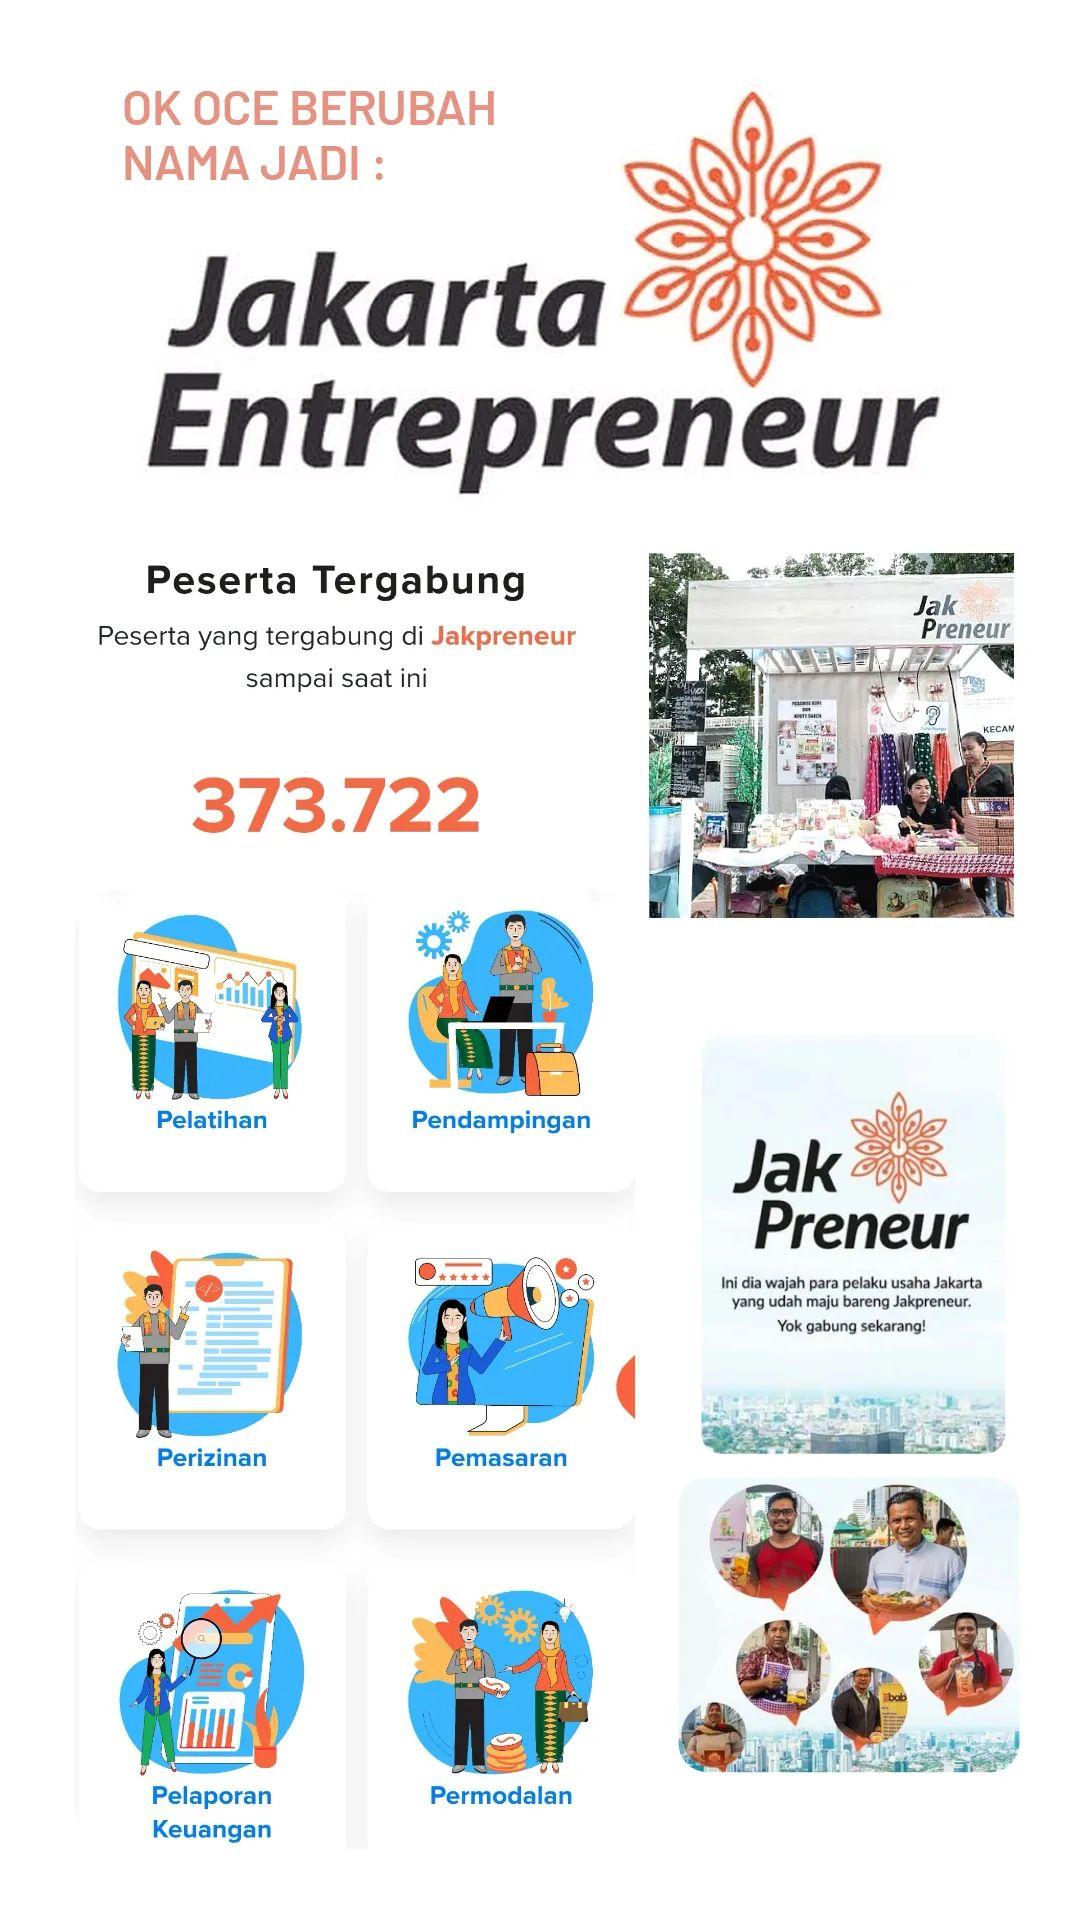 OK OCE BERUBAH
NAMA JADI :
Jakarta
Entrepreneur
Peserta Tergabung
Peserta yang tergabung di Jakpreneur
sampai saat ini
373.722
Jak
Preneur
KECAM
Pelatihan
Pendampingan
Perizinan
Pemasaran
Pelaporan
Keuangan
Permodalan
Jak
Preneur
Ini dia wajah para pelaku usaha Jakarta
yang udah maju bareng Jakpreneur.
Yok gabung sekarang!